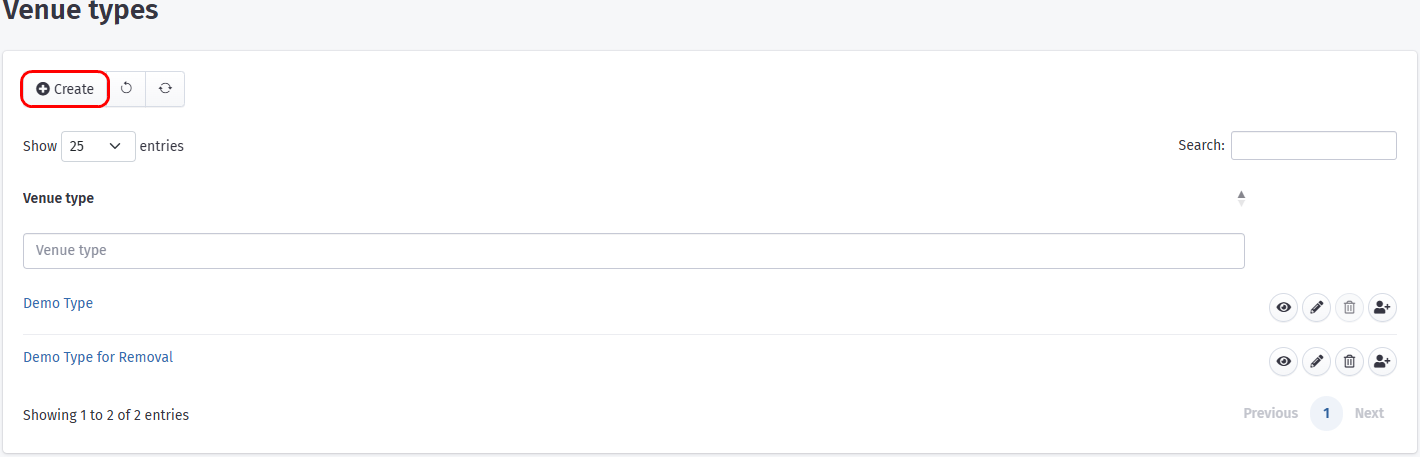 Venue types
Create
Show 25 entries
Search:
Venue type
Venue type
Demo Type
Demo Type for Removal
Showing 1 to 2 of 2 entries
Previous 1 Next